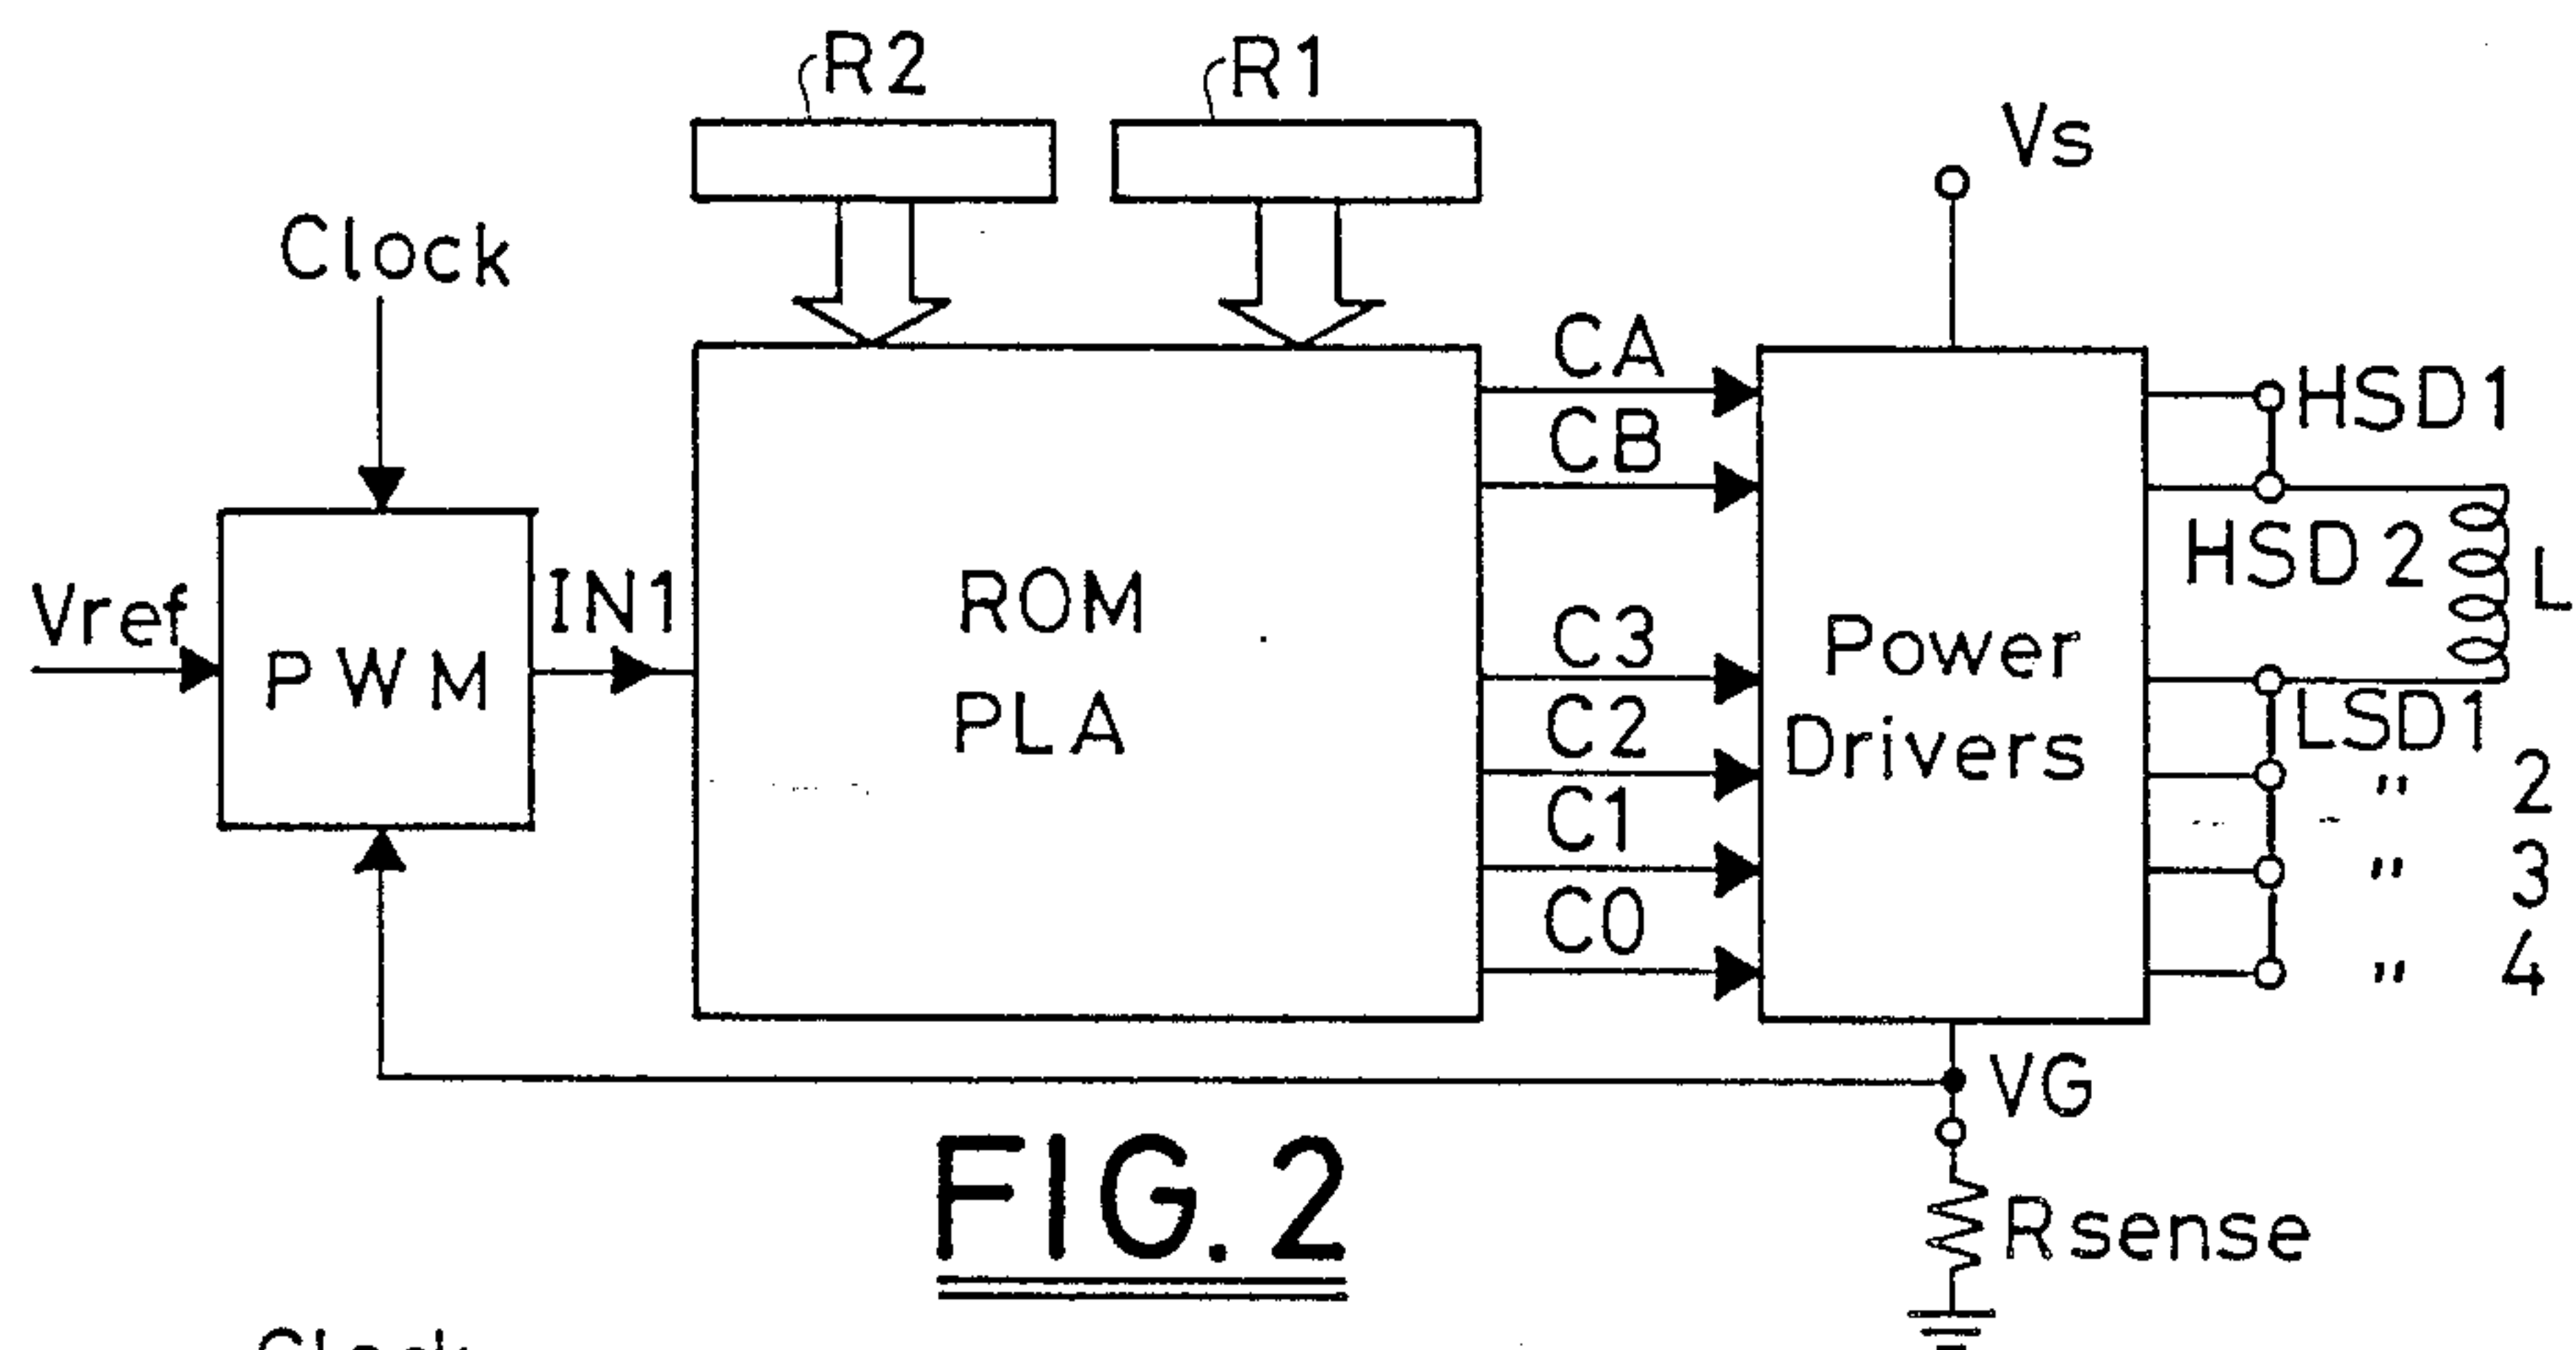 R2
R1
Vs
Clock
CA
HSD1
CB
HSD2
Vref
IN1
ROM
PLA
PWM
C3
Power
Drivers
L
LSD1
C2
" 2
C1
" 3
C0
" 4
VG
Rsense
FIG. 2
Clock